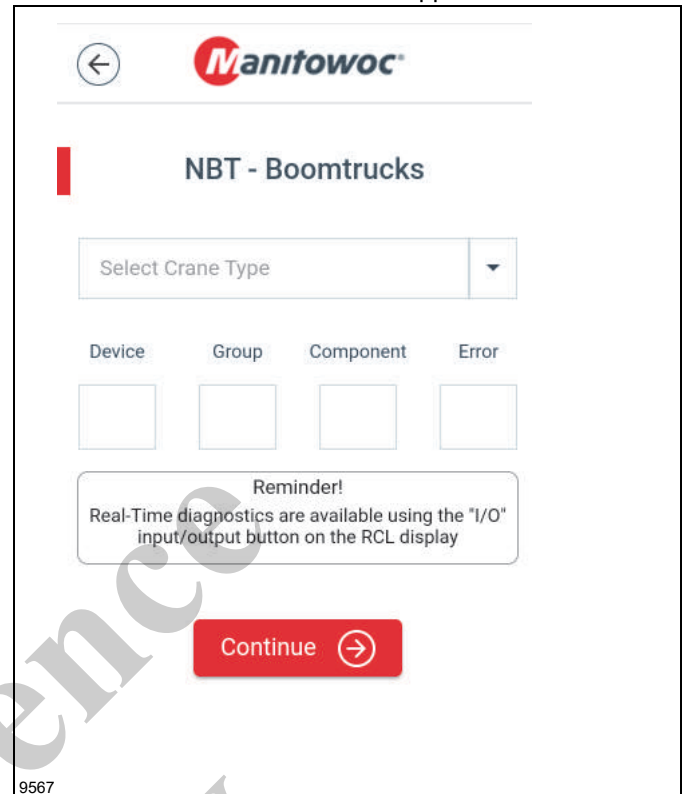 Manitowoc
NBT - Boomtrucks
Select Crane Type
Device Group Component Error
Reminder!
Real-Time diagnostics are available using the "I/O"
input/output button on the RCL display
Continue
ence
9567